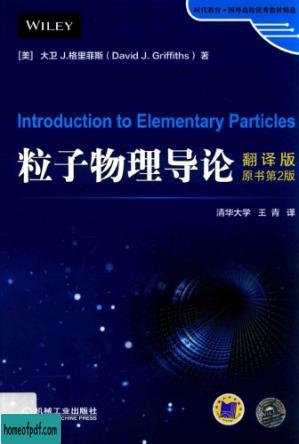 时代教育·国外高校优秀教材精选
WILEY
[美] 大卫 J.格里菲斯（David J. Griffiths）著
Introduction to Elementary Particles
粒子物理导论 翻译版
原书第2版
清华大学 王 青 译
机械工业出版社
MACHINE PRESS
homeofpdf.com